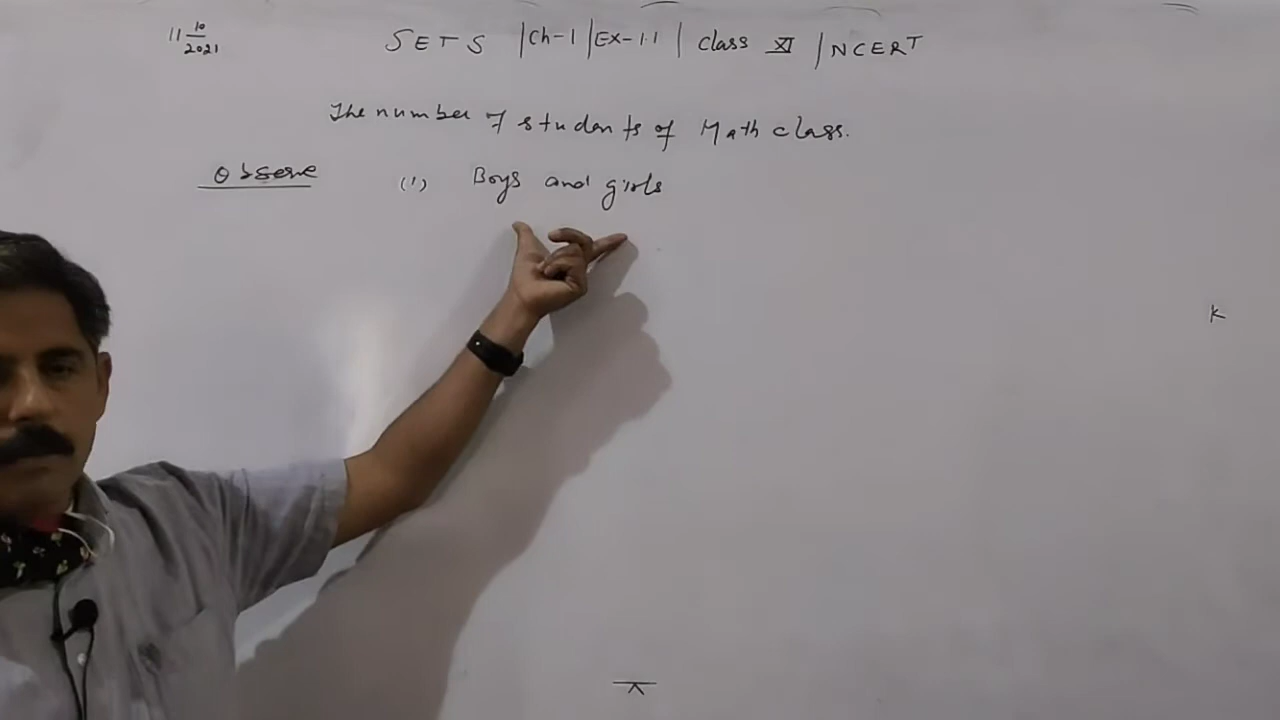 11 10/2021
SETS | Ch-1 | Ex-1.1 | Class XI | NCERT
The number of students of Math class.
Observe (1) Boys and girls
K